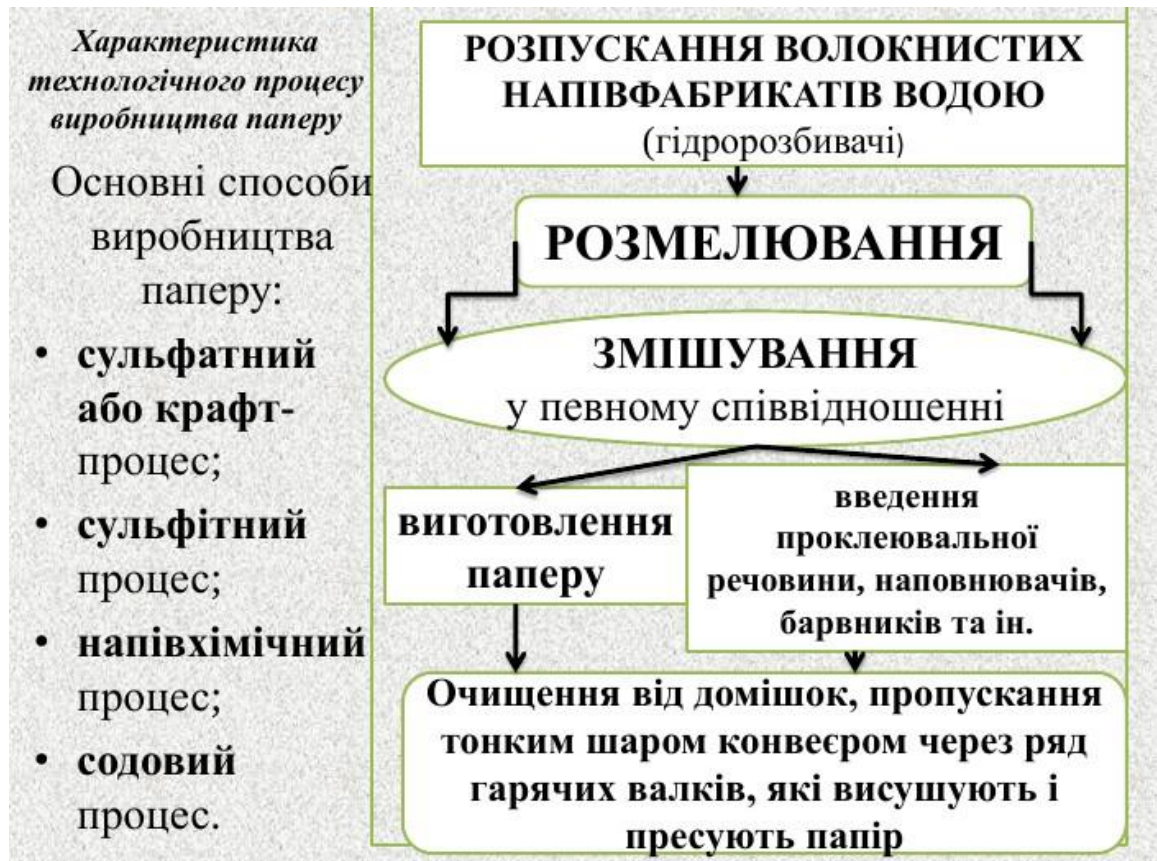 Характеристика
технологічного процесу
виробництва паперу
Основні способи
виробництва
паперу:
• сульфатний
або крафт-
процес;
• сульфітний
процес;
• напівхімічний
процес;
• содовий
процес.
РОЗПУСКАННЯ ВОЛОКНИСТИХ
НАПІВФАБРИКАТІВ ВОДОЮ
(гідророзбивачі)
РОЗМЕЛЮВАННЯ
ЗМІШУВАННЯ
у певному співвідношенні
виготовлення
паперу
введення
проклеювальної
речовини, наповнювачів,
барвників та ін.
Очищення від домішок, пропускання
тонким шаром конвеєром через ряд
гарячих валків, які висушують і
пресують папір